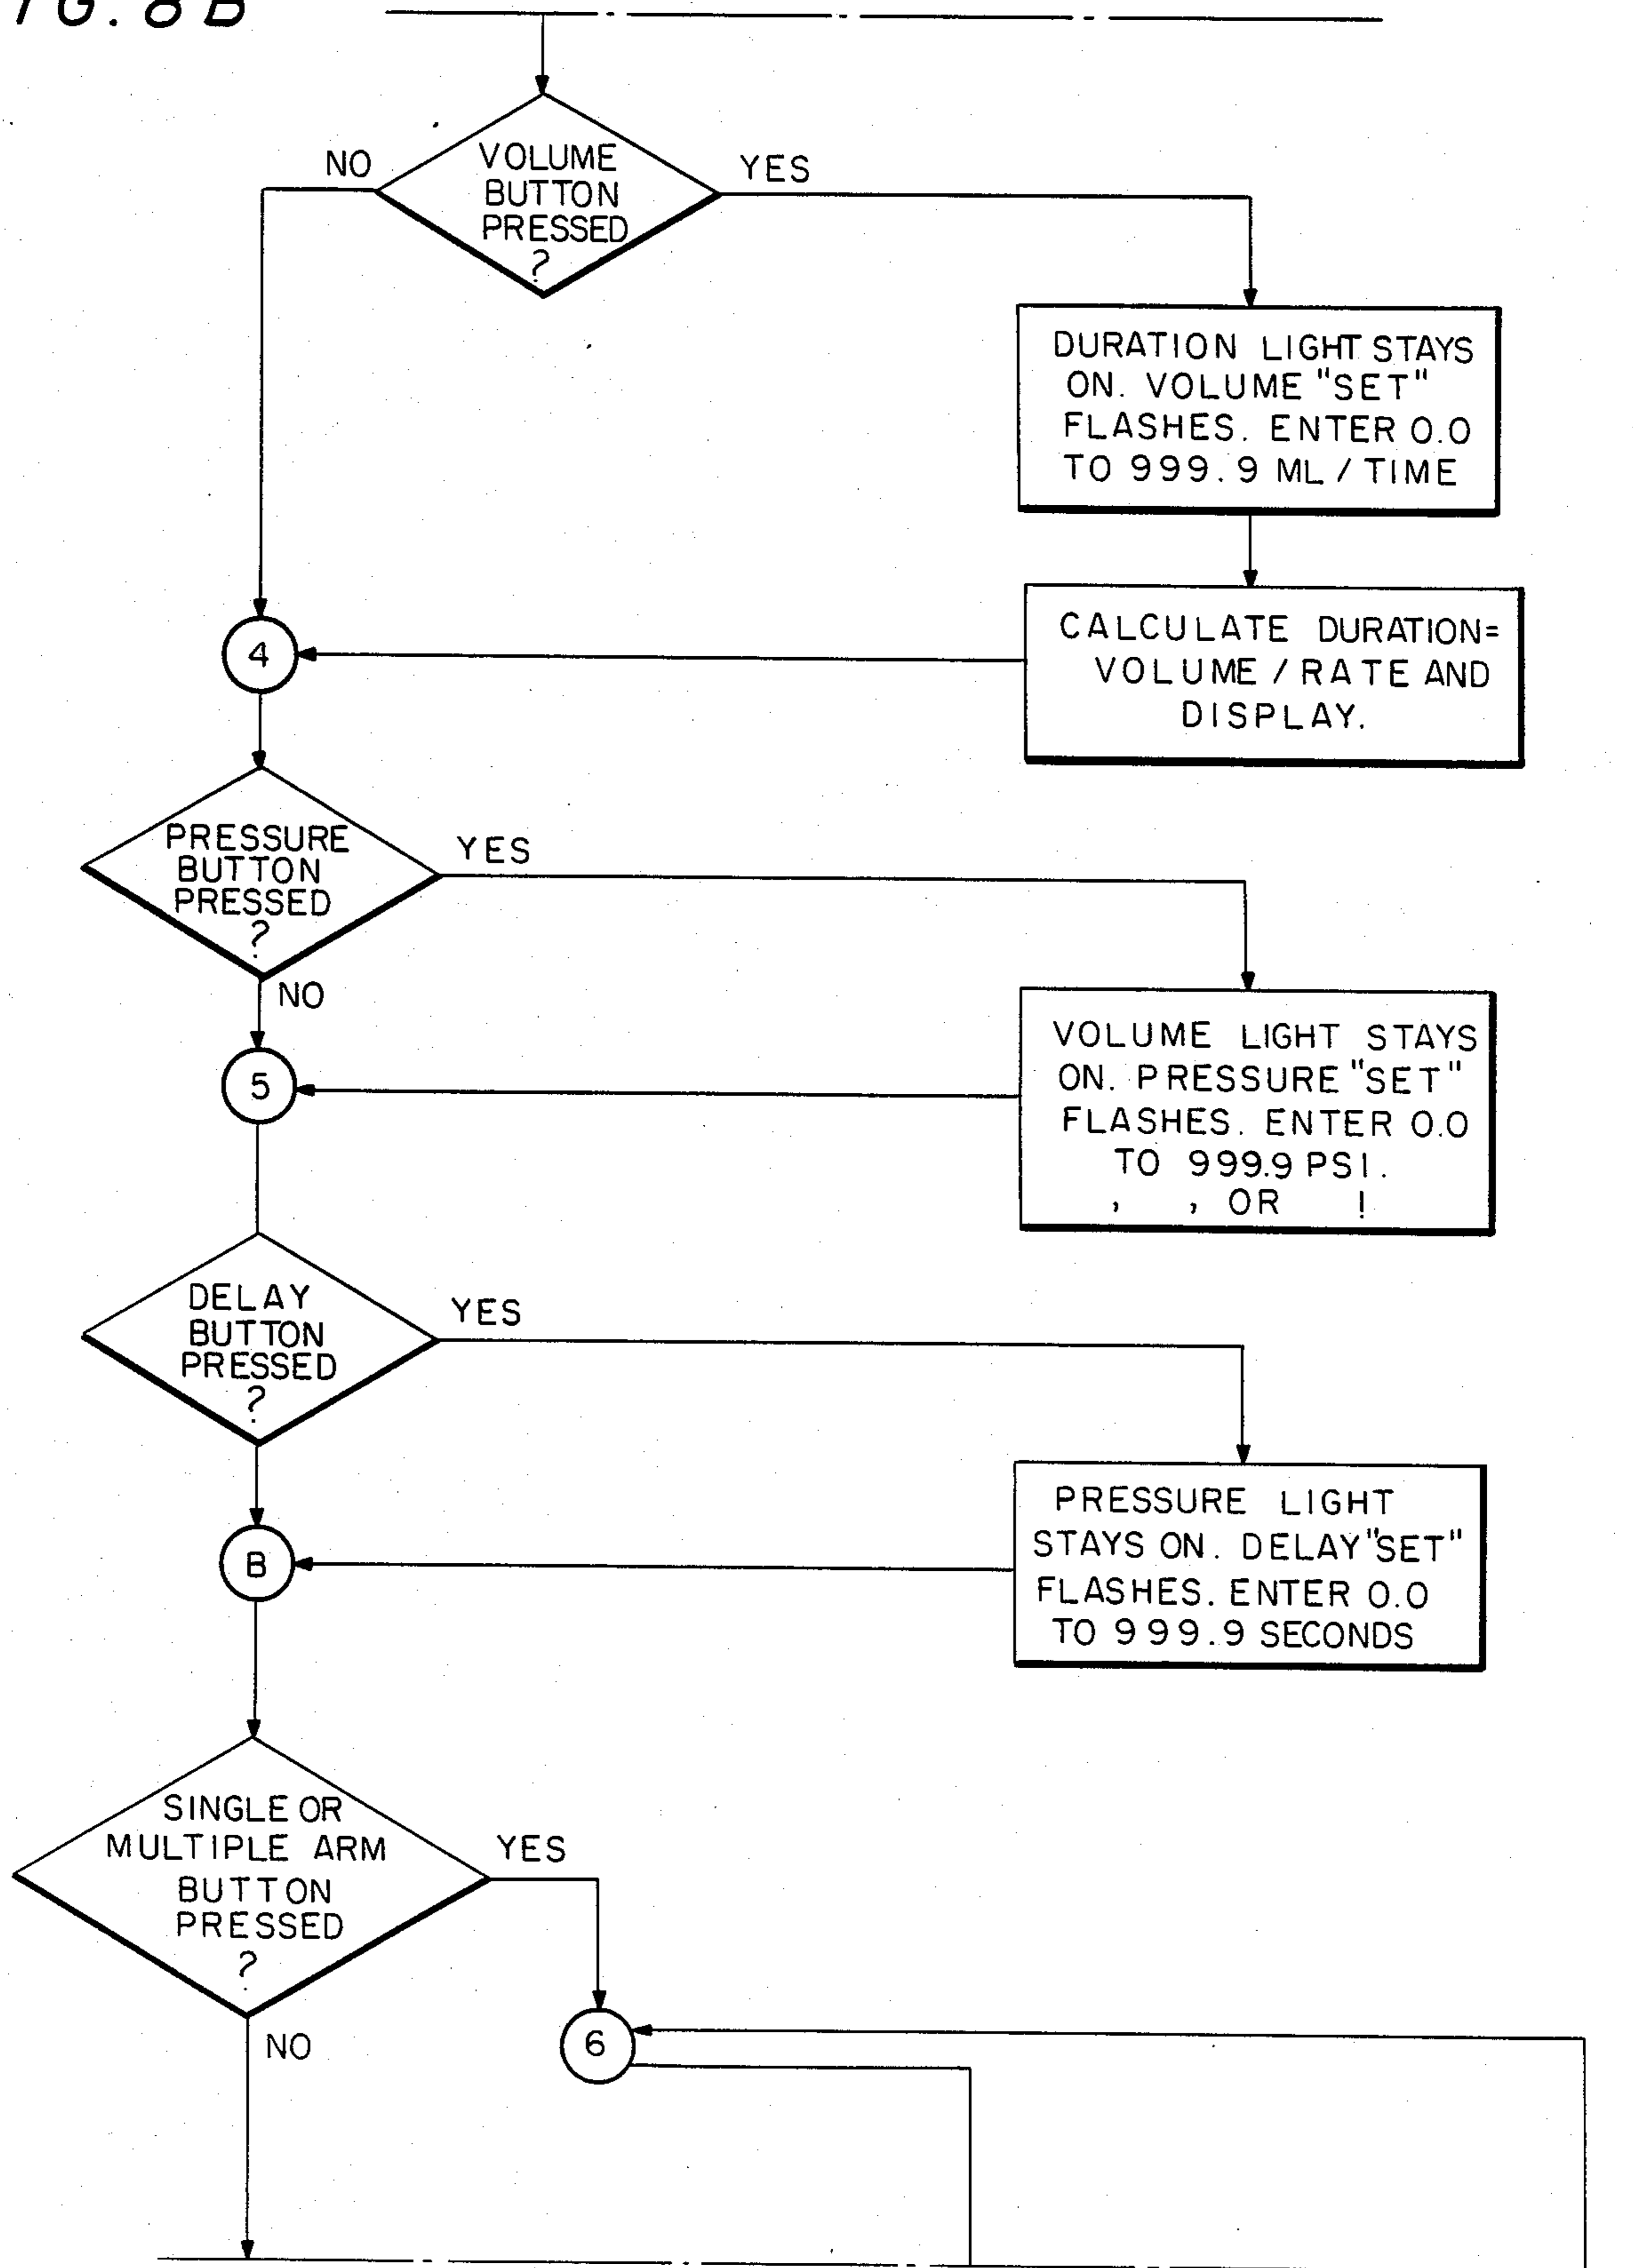 FIG. 8B
NO
VOLUME
BUTTON
PRESSED
?
YES
DURATION LIGHT STAYS
ON. VOLUME "SET"
FLASHES. ENTER 0.0
TO 999.9 ML / TIME
4
CALCULATE DURATION=
VOLUME / RATE AND
DISPLAY.
PRESSURE
BUTTON
PRESSED
?
YES
NO
5
VOLUME LIGHT STAYS
ON. PRESSURE "SET"
FLASHES. ENTER 0.0
TO 999.9 PSI.
, , OR !
DELAY
BUTTON
PRESSED
?
YES
B
PRESSURE LIGHT
STAYS ON. DELAY "SET"
FLASHES. ENTER 0.0
TO 999.9 SECONDS
SINGLE OR
MULTIPLE ARM
BUTTON
PRESSED
?
YES
NO
6